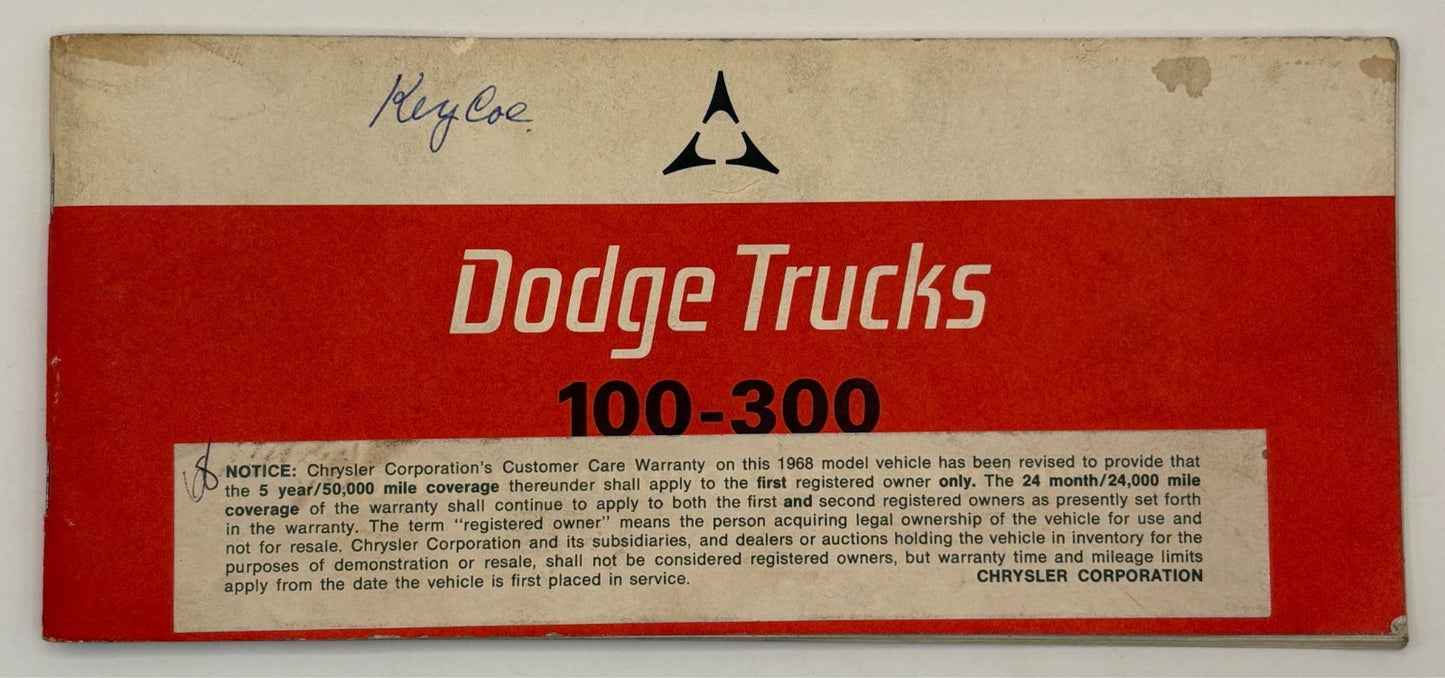 Key Coe
Dodge Trucks
100-300
68
NOTICE: Chrysler Corporation's Customer Care Warranty on this 1968 model vehicle has been revised to provide that
the 5 year/50,000 mile coverage thereunder shall apply to the first registered owner only. The 24 month/24,000 mile
coverage of the warranty shall continue to apply to both the first and second registered owners as presently set forth
in the warranty. The term "registered owner" means the person acquiring legal ownership of the vehicle for use and
not for resale. Chrysler Corporation and its subsidiaries, and dealers or auctions holding the vehicle in inventory for the
purposes of demonstration or resale, shall not be considered registered owners, but warranty time and mileage limits
apply from the date the vehicle is first placed in service.
CHRYSLER CORPORATION